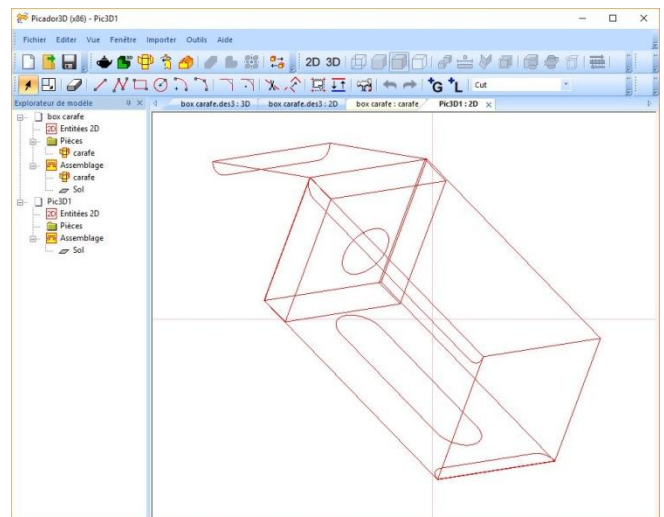 Picador3D (x86) - Pic3D1
Fichier Editer Vue Fenêtre Importer Outils Aide
2D 3D
G L Cut
Explorateur de modèle
box carafe.des3 : 3D box carafe.des3 : 2D box carafe : carafe Pic3D1 : 2D
box carafe
2D Entitées 2D
Pièces
carafe
Assemblage
carafe
Sol
Pic3D1
2D Entitées 2D
Pièces
Assemblage
Sol